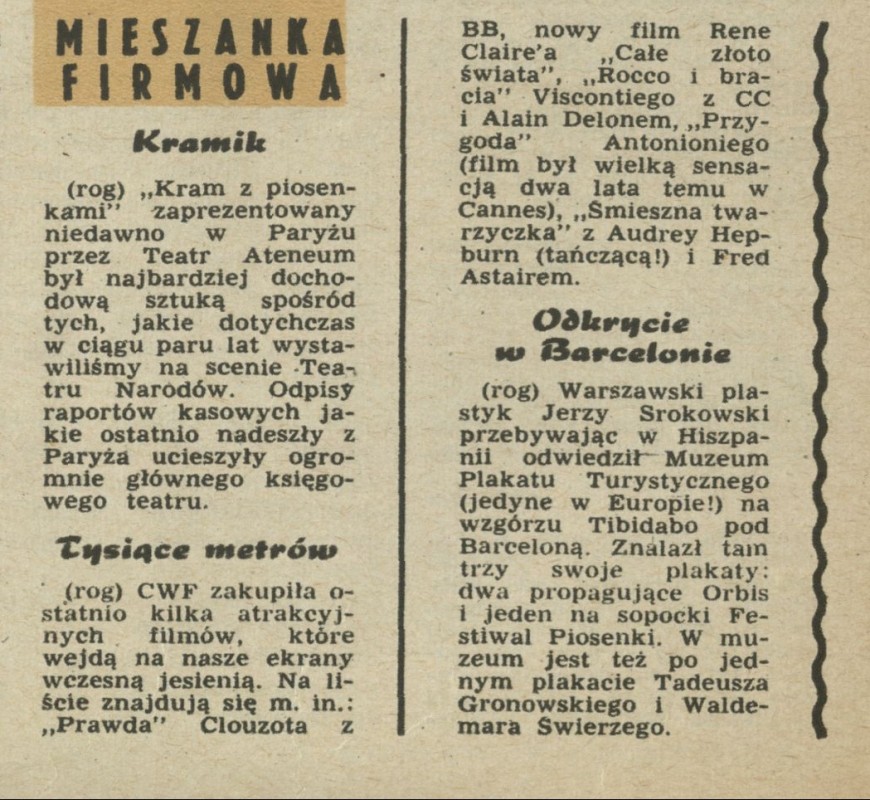 MIESZANKA
FIRMOWA
Kramik
(rog) „Kram z piosen-
kami” zaprezentowany
niedawno w Paryżu
przez Teatr Ateneum
był najbardziej docho-
dową sztuką spośród
tych, jakie dotychczas
w ciągu paru lat wysta-
wiliśmy na scenie Tea-
tru Narodów. Odpisy
raportów kasowych ja-
kie ostatnio nadeszły z
Paryża ucieszyły ogro-
mnie głównego księgo-
wego teatru.
Tysiące metrów
(rog) CWF zakupiła o-
statnio kilka atrakcyj-
nych filmów, które
wejdą na nasze ekrany
wczesną jesienią. Na li-
ście znajdują się m. in.:
„Prawda” Clouzota z
BB, nowy film Rene
Claire’a „Całe złoto
świata”, „Rocco i bra-
cia” Viscontiego z CC
i Alain Delonem, „Przy-
goda” Antonioniego
(film był wielką sensa-
cją dwa lata temu w
Cannes), „Śmieszna twa-
rzyczka” z Audrey Hep-
burn (tańczącą!) i Fred
Astairem.
Odkrycie
w Barcelonie
(rog) Warszawski pla-
styk Jerzy Srokowski
przebywając w Hiszpa-
nii odwiedził Muzeum
Plakatu Turystycznego
(jedyne w Europie!) na
wzgórzu Tibidabo pod
Barceloną. Znalazł tam
trzy swoje plakaty:
dwa propagujące Orbis
i jeden na sopocki Fe-
stiwal Piosenki. W mu-
zeum jest też po jed-
nym plakacie Tadeusza
Gronowskiego i Walde-
mara Świerzego.